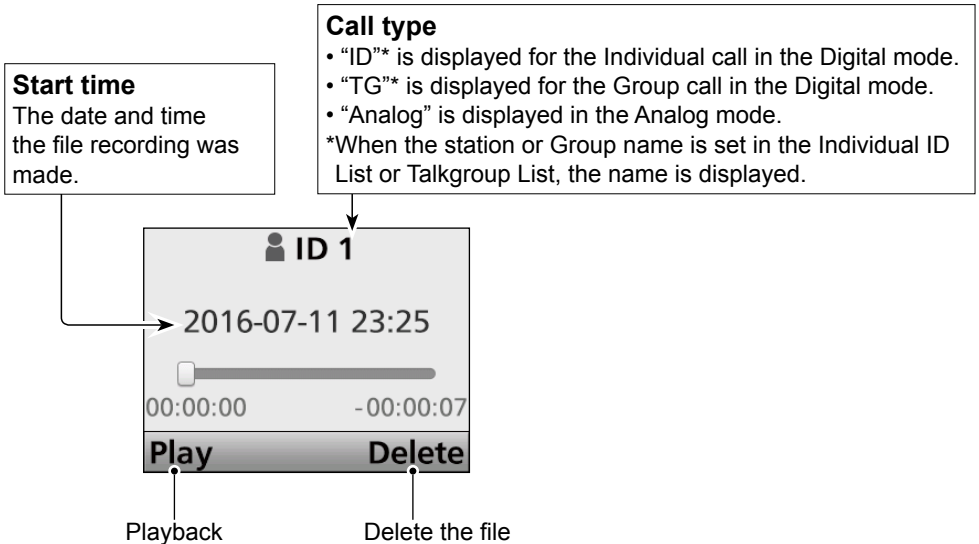 Call type
• “ID”* is displayed for the Individual call in the Digital mode.
• “TG”* is displayed for the Group call in the Digital mode.
• “Analog” is displayed in the Analog mode.
*When the station or Group name is set in the Individual ID
List or Talkgroup List, the name is displayed.
Start time
The date and time
the file recording was
made.
ID 1
2016-07-11 23:25
00:00:00 -00:00:07
Play Delete
Playback Delete the file